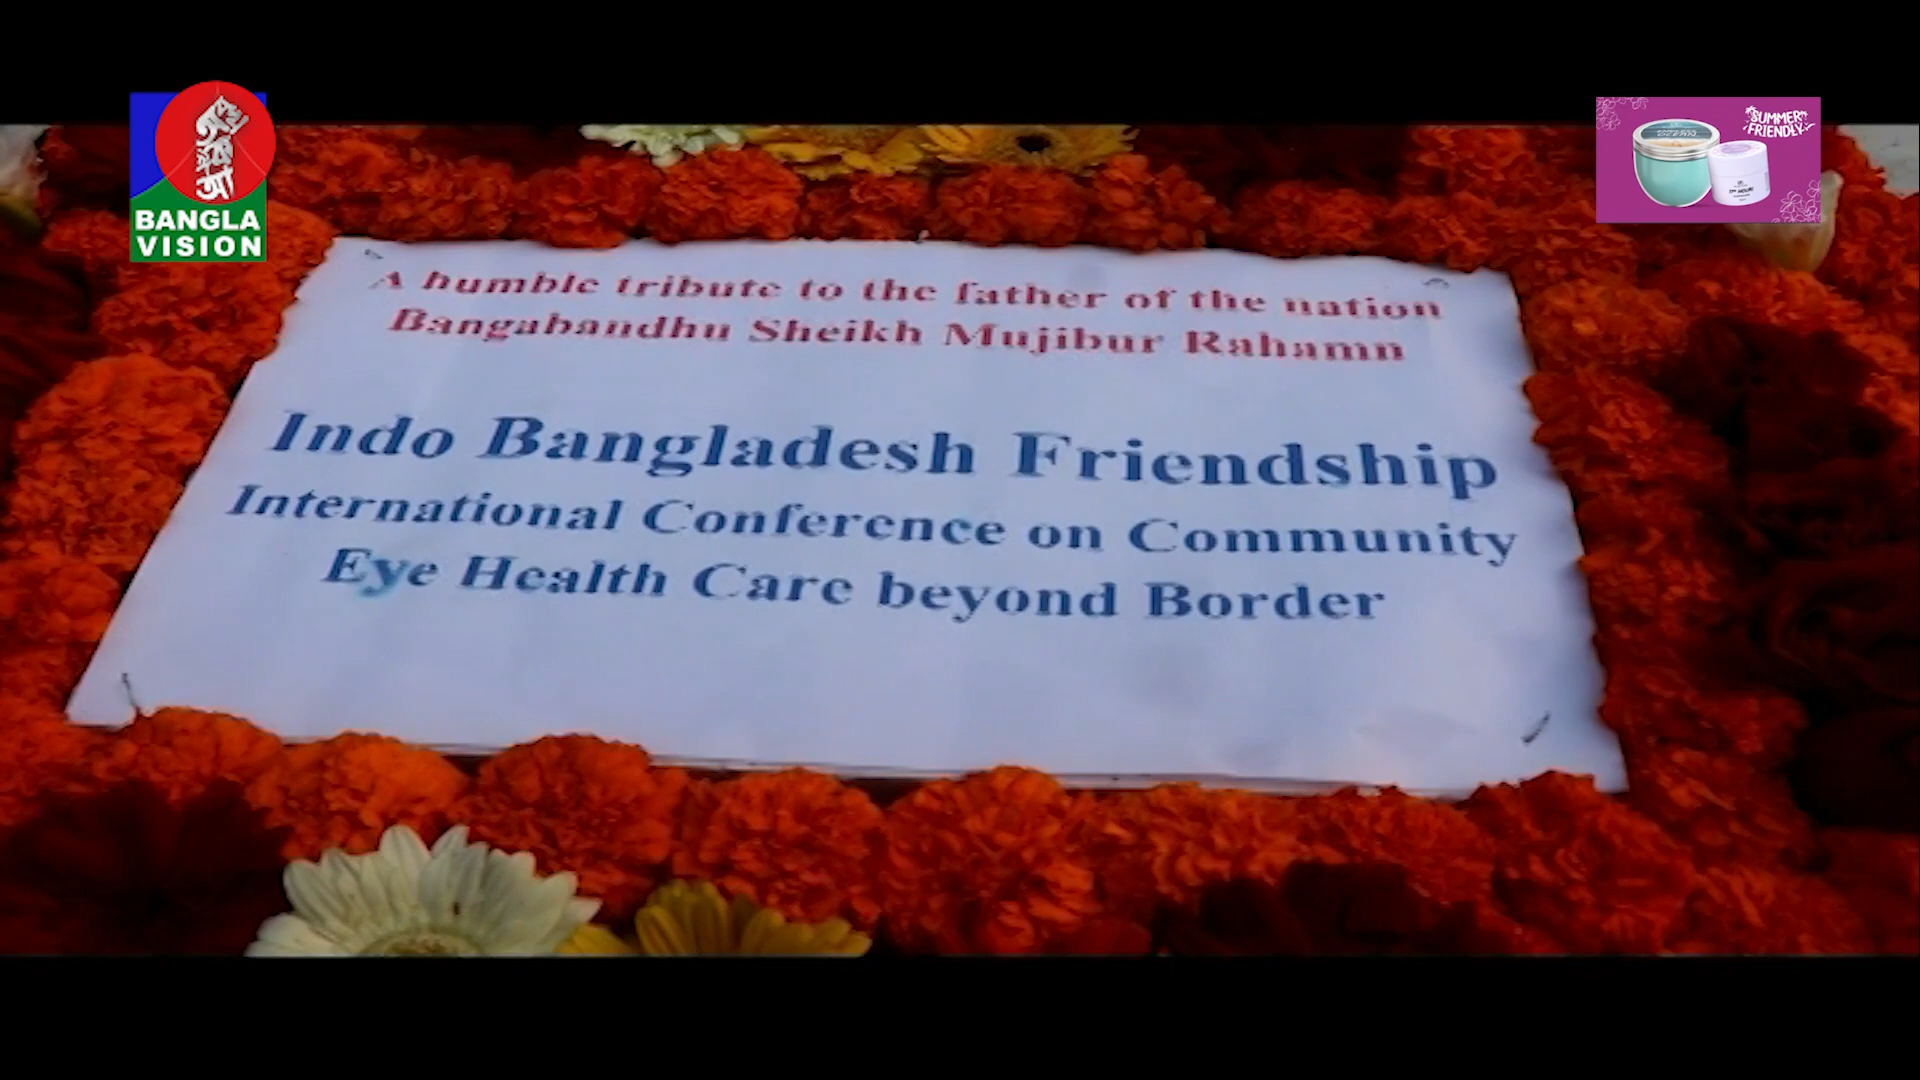 BANGLA
VISION
SUMMER
FRIENDLY
A humble tribute to the father of the nation
Bangabandhu Sheikh Mujibur Rahamn
Indo Bangladesh Friendship
International Conference on Community
Eye Health Care beyond Border